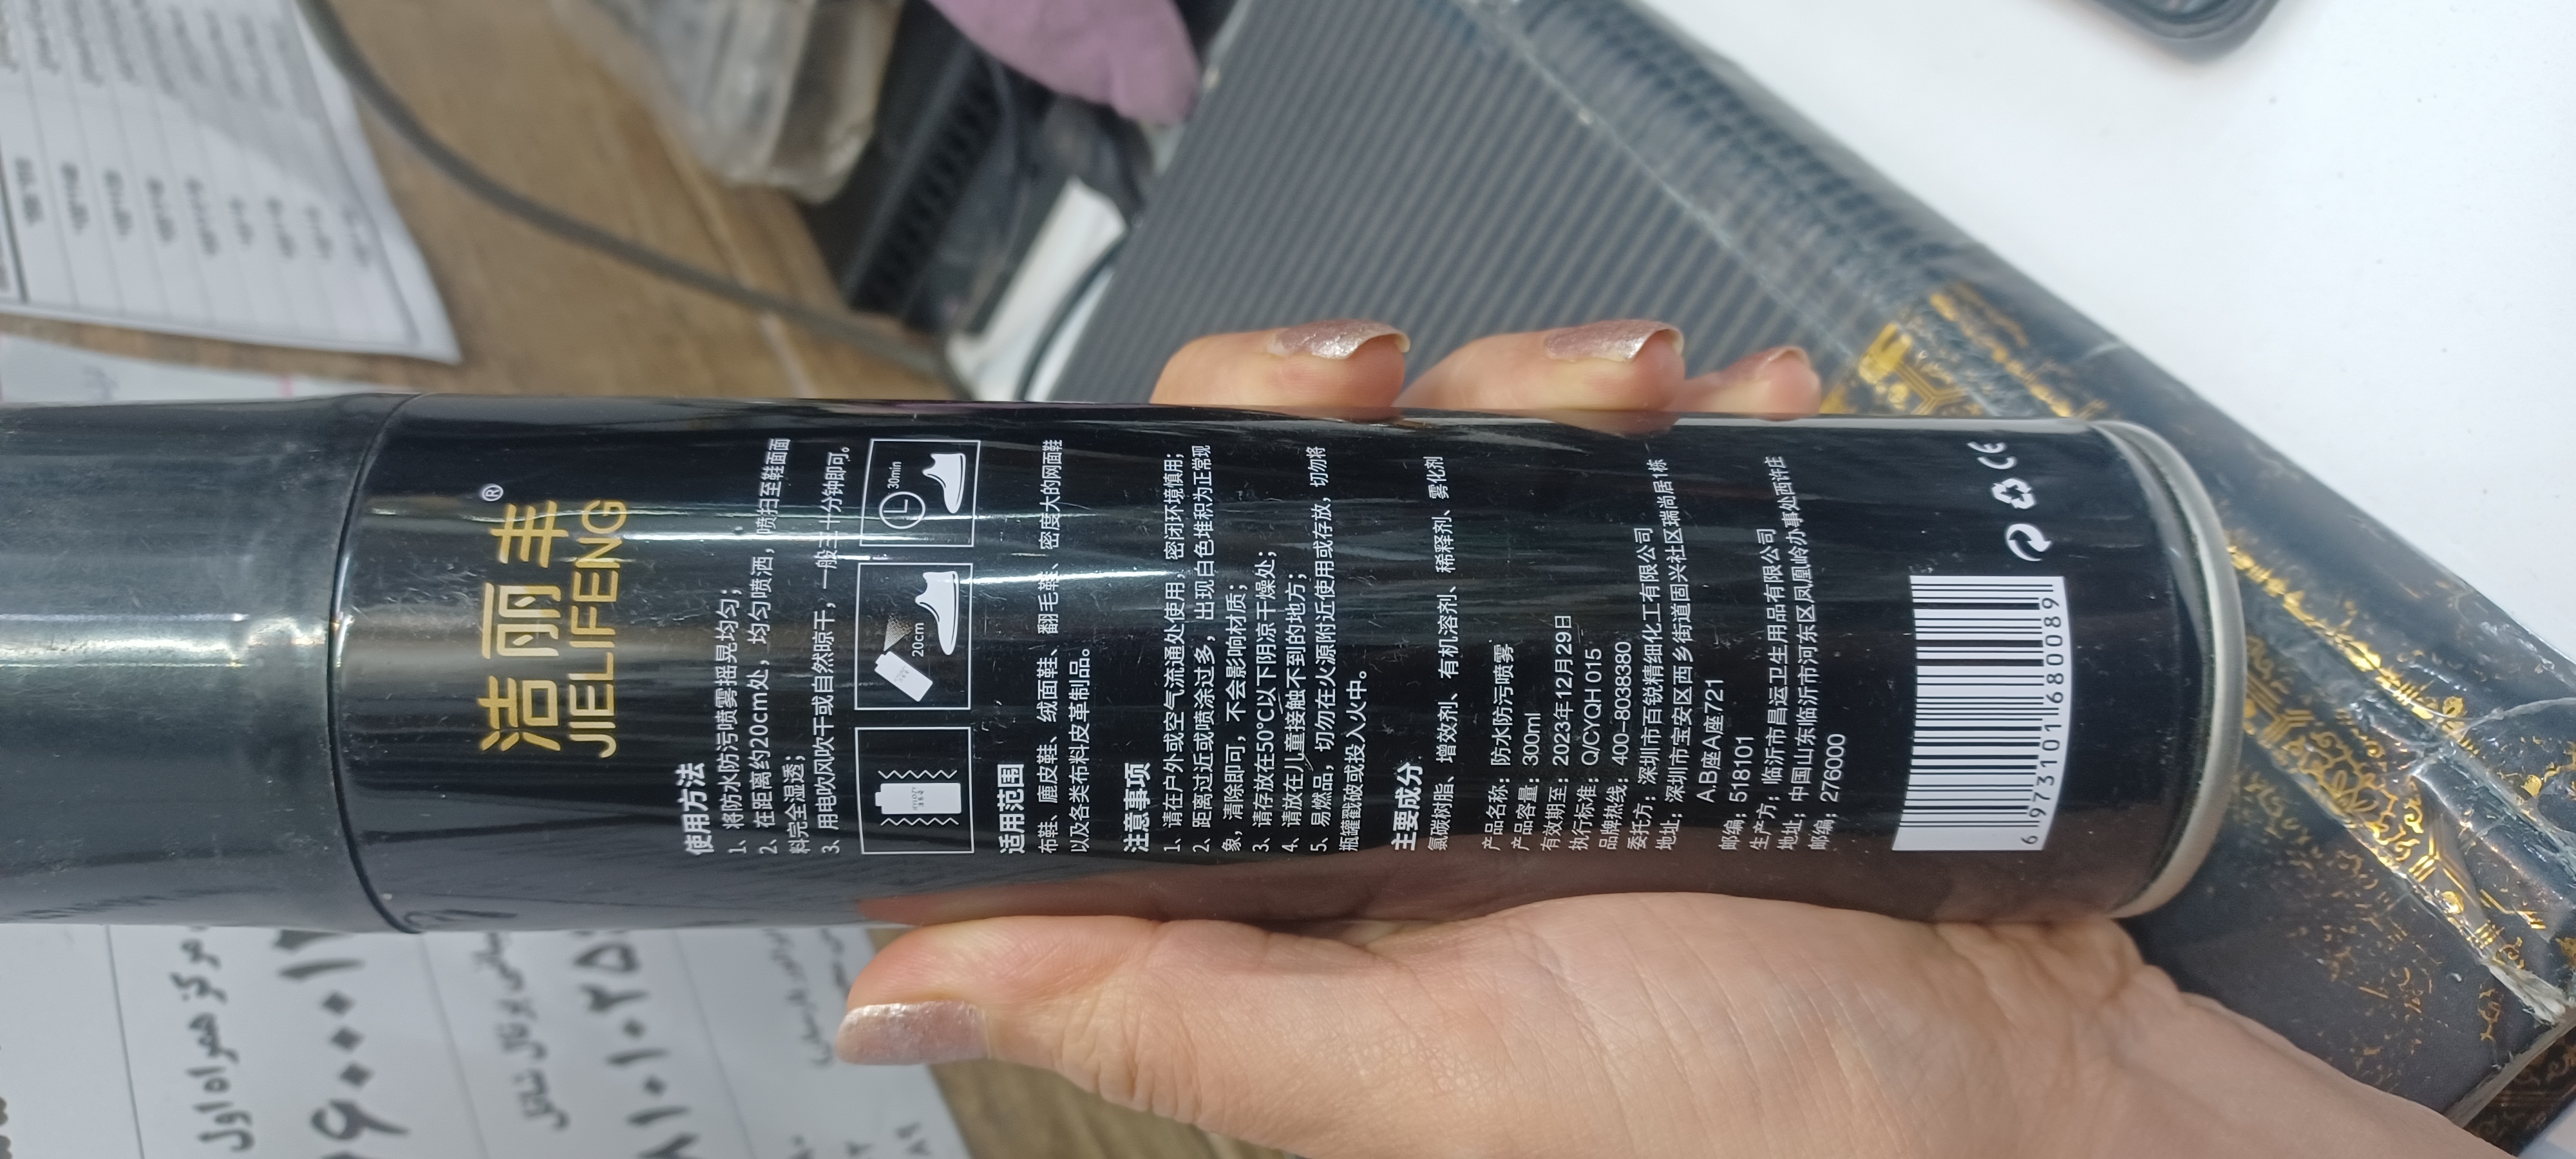 洁丽丰®
JIELIFENG
使用方法
1、将防水防污喷雾摇晃均匀；
2、在距离约20cm处，均匀喷洒，喷扫至鞋面面
料完全湿透；
3、用电吹风吹干或自然晾干，一般三十分钟即可。
20cm
30min
适用范围
布鞋、鹿皮鞋、绒面鞋、翻毛鞋、密度大的网面鞋
以及各类布料皮革制品。
注意事项
1、请在户外或空气流通处使用，密闭环境慎用；
2、距离过近或喷涂过多，出现白色堆积为正常现
象，清除即可，不会影响材质；
3、请存放在50℃以下阴凉干燥处；
4、请放在儿童接触不到的地方；
5、易燃品，切勿在火源附近使用或存放，切勿将
瓶罐戳破或投入火中。
主要成分
氟碳树脂、增效剂、有机溶剂、稀释剂、雾化剂
产品名称：防水防污喷雾
产品容量：300ml
有效期至：2023年12月29日
执行标准：Q/CYQH 015
品牌热线：400-8038380
委托方：深圳市百锐精细化工有限公司
地址：深圳市宝安区西乡街道固兴社区瑞尚居1栋
A.B座A座721
邮编：518101
生产方：临沂市昌运卫生用品有限公司
地址：中国山东临沂市河东区凤凰岭办事处西许庄
邮编：276000
6 973101 680089
CE
مرکز همراه اول